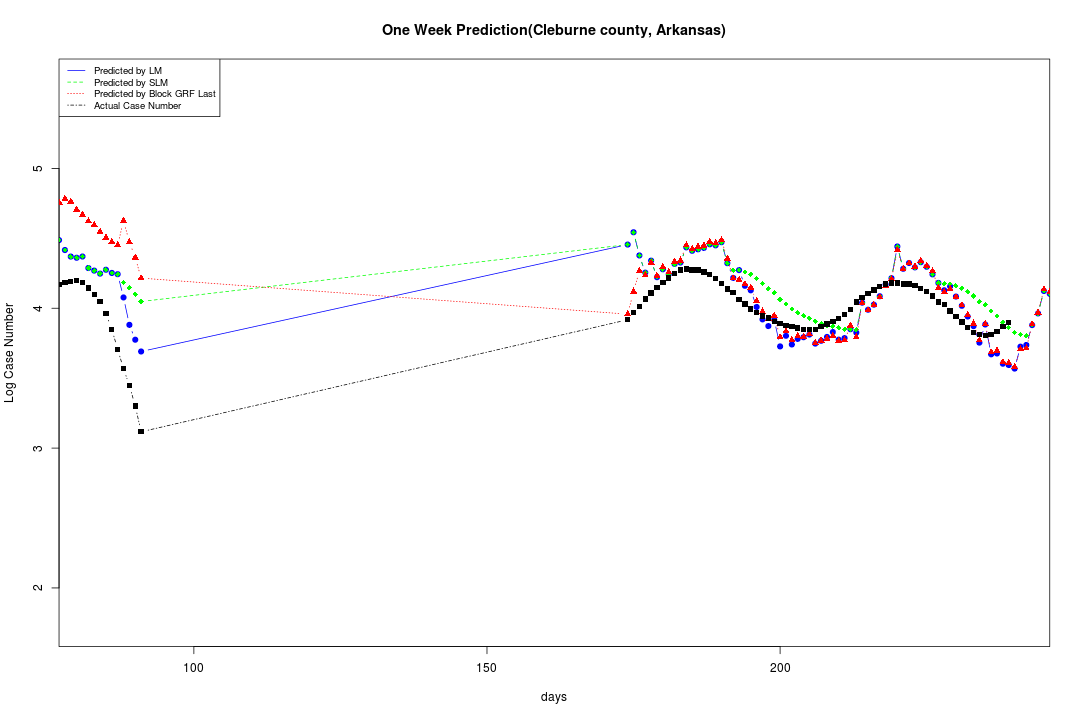 One Week Prediction(Cleburne county, Arkansas)
Predicted by LM
Predicted by SLM
Predicted by Block GRF Last
Actual Case Number
Log Case Number
5
4
3
2
100 150 200
days